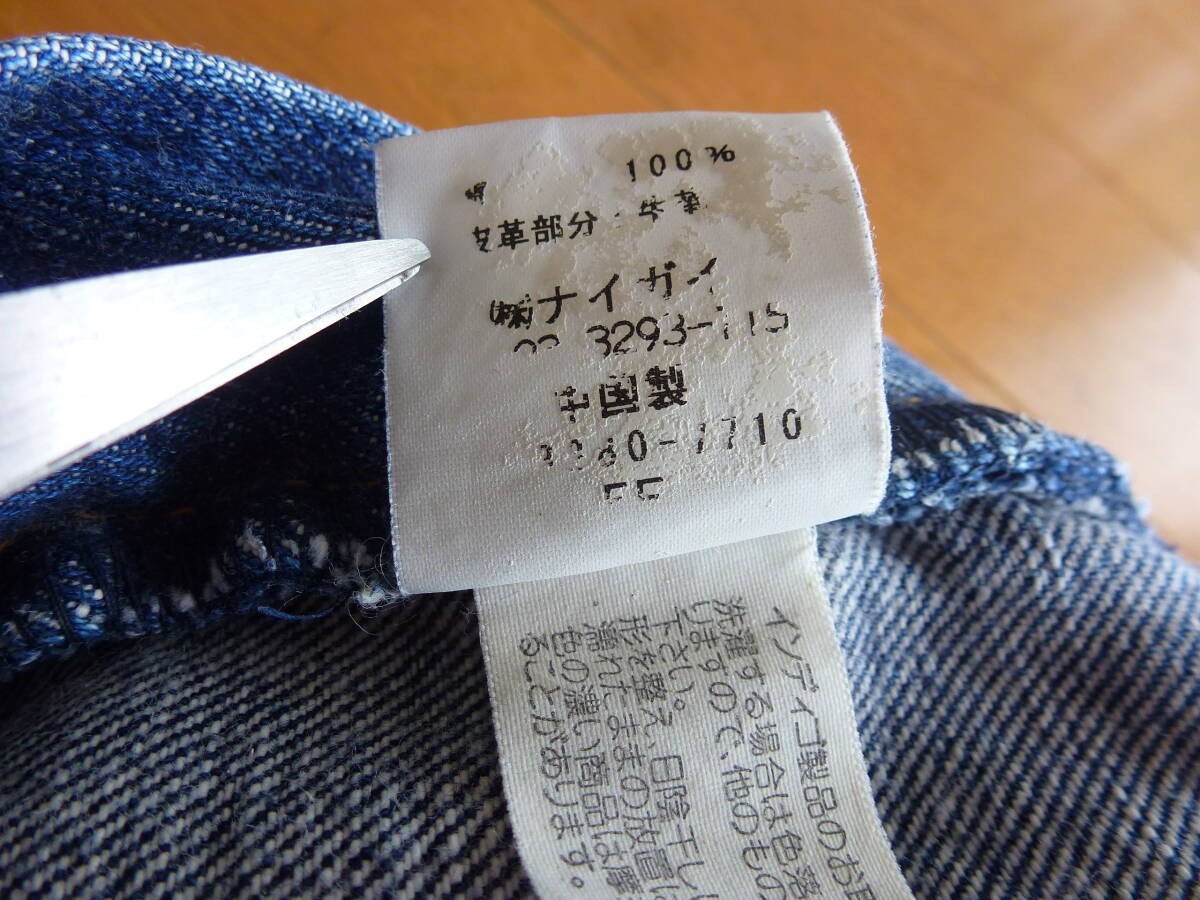 100%
革部分
㈱ナイガイ
3293-
国製
-7710
インディゴ製品のお
洗濯する場合は色落
しますので、他のもの
下さい。
形を整え、日陰干し
濡れたままの放置は
色の濃い商品は摩
ることがあります。